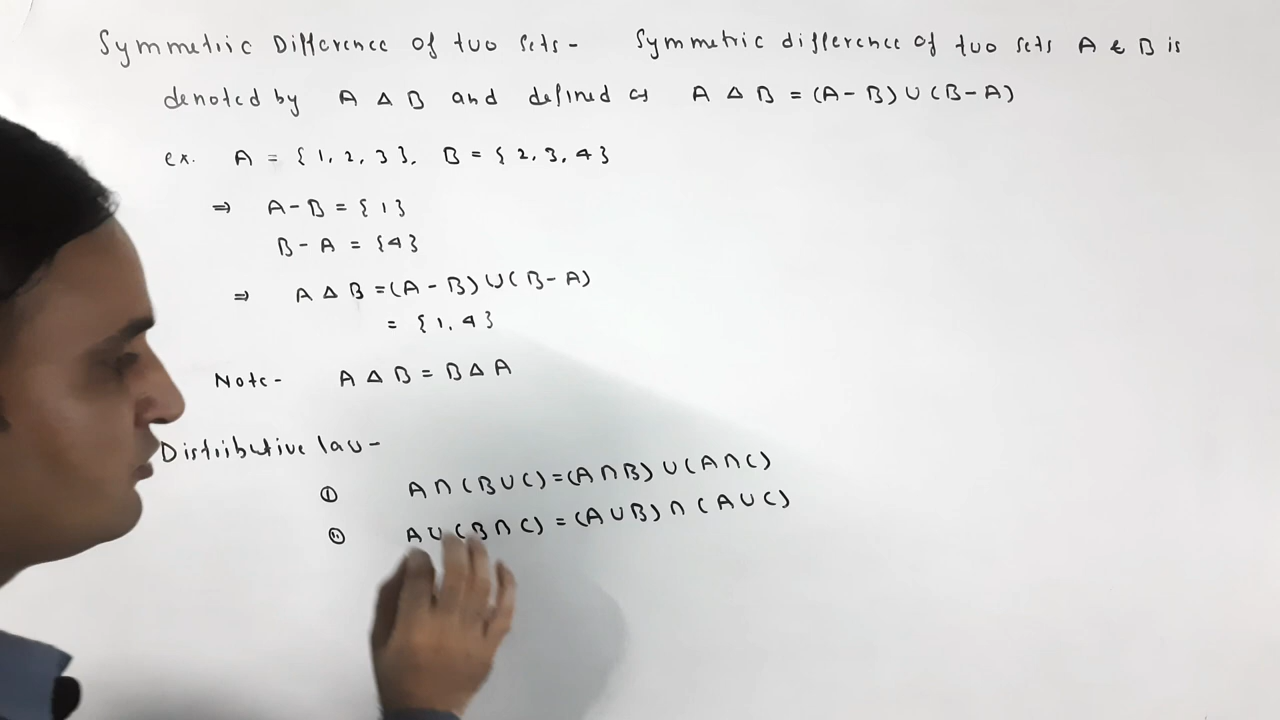 Symmetric Difference of two sets- Symmetric difference of two sets A & B is
denoted by A Δ B and defined as A Δ B = (A - B) ∪ (B - A)
ex. A = { 1, 2, 3 }, B = { 2, 3, 4 }
⇒ A - B = { 1 }
B - A = { 4 }
⇒ A Δ B = (A - B) ∪ (B - A)
= { 1, 4 }
Note- A Δ B = B Δ A
Distributive law-
① A ∩ (B ∪ C) = (A ∩ B) ∪ (A ∩ C)
⑪ A ∪ (B ∩ C) = (A ∪ B) ∩ (A ∪ C)